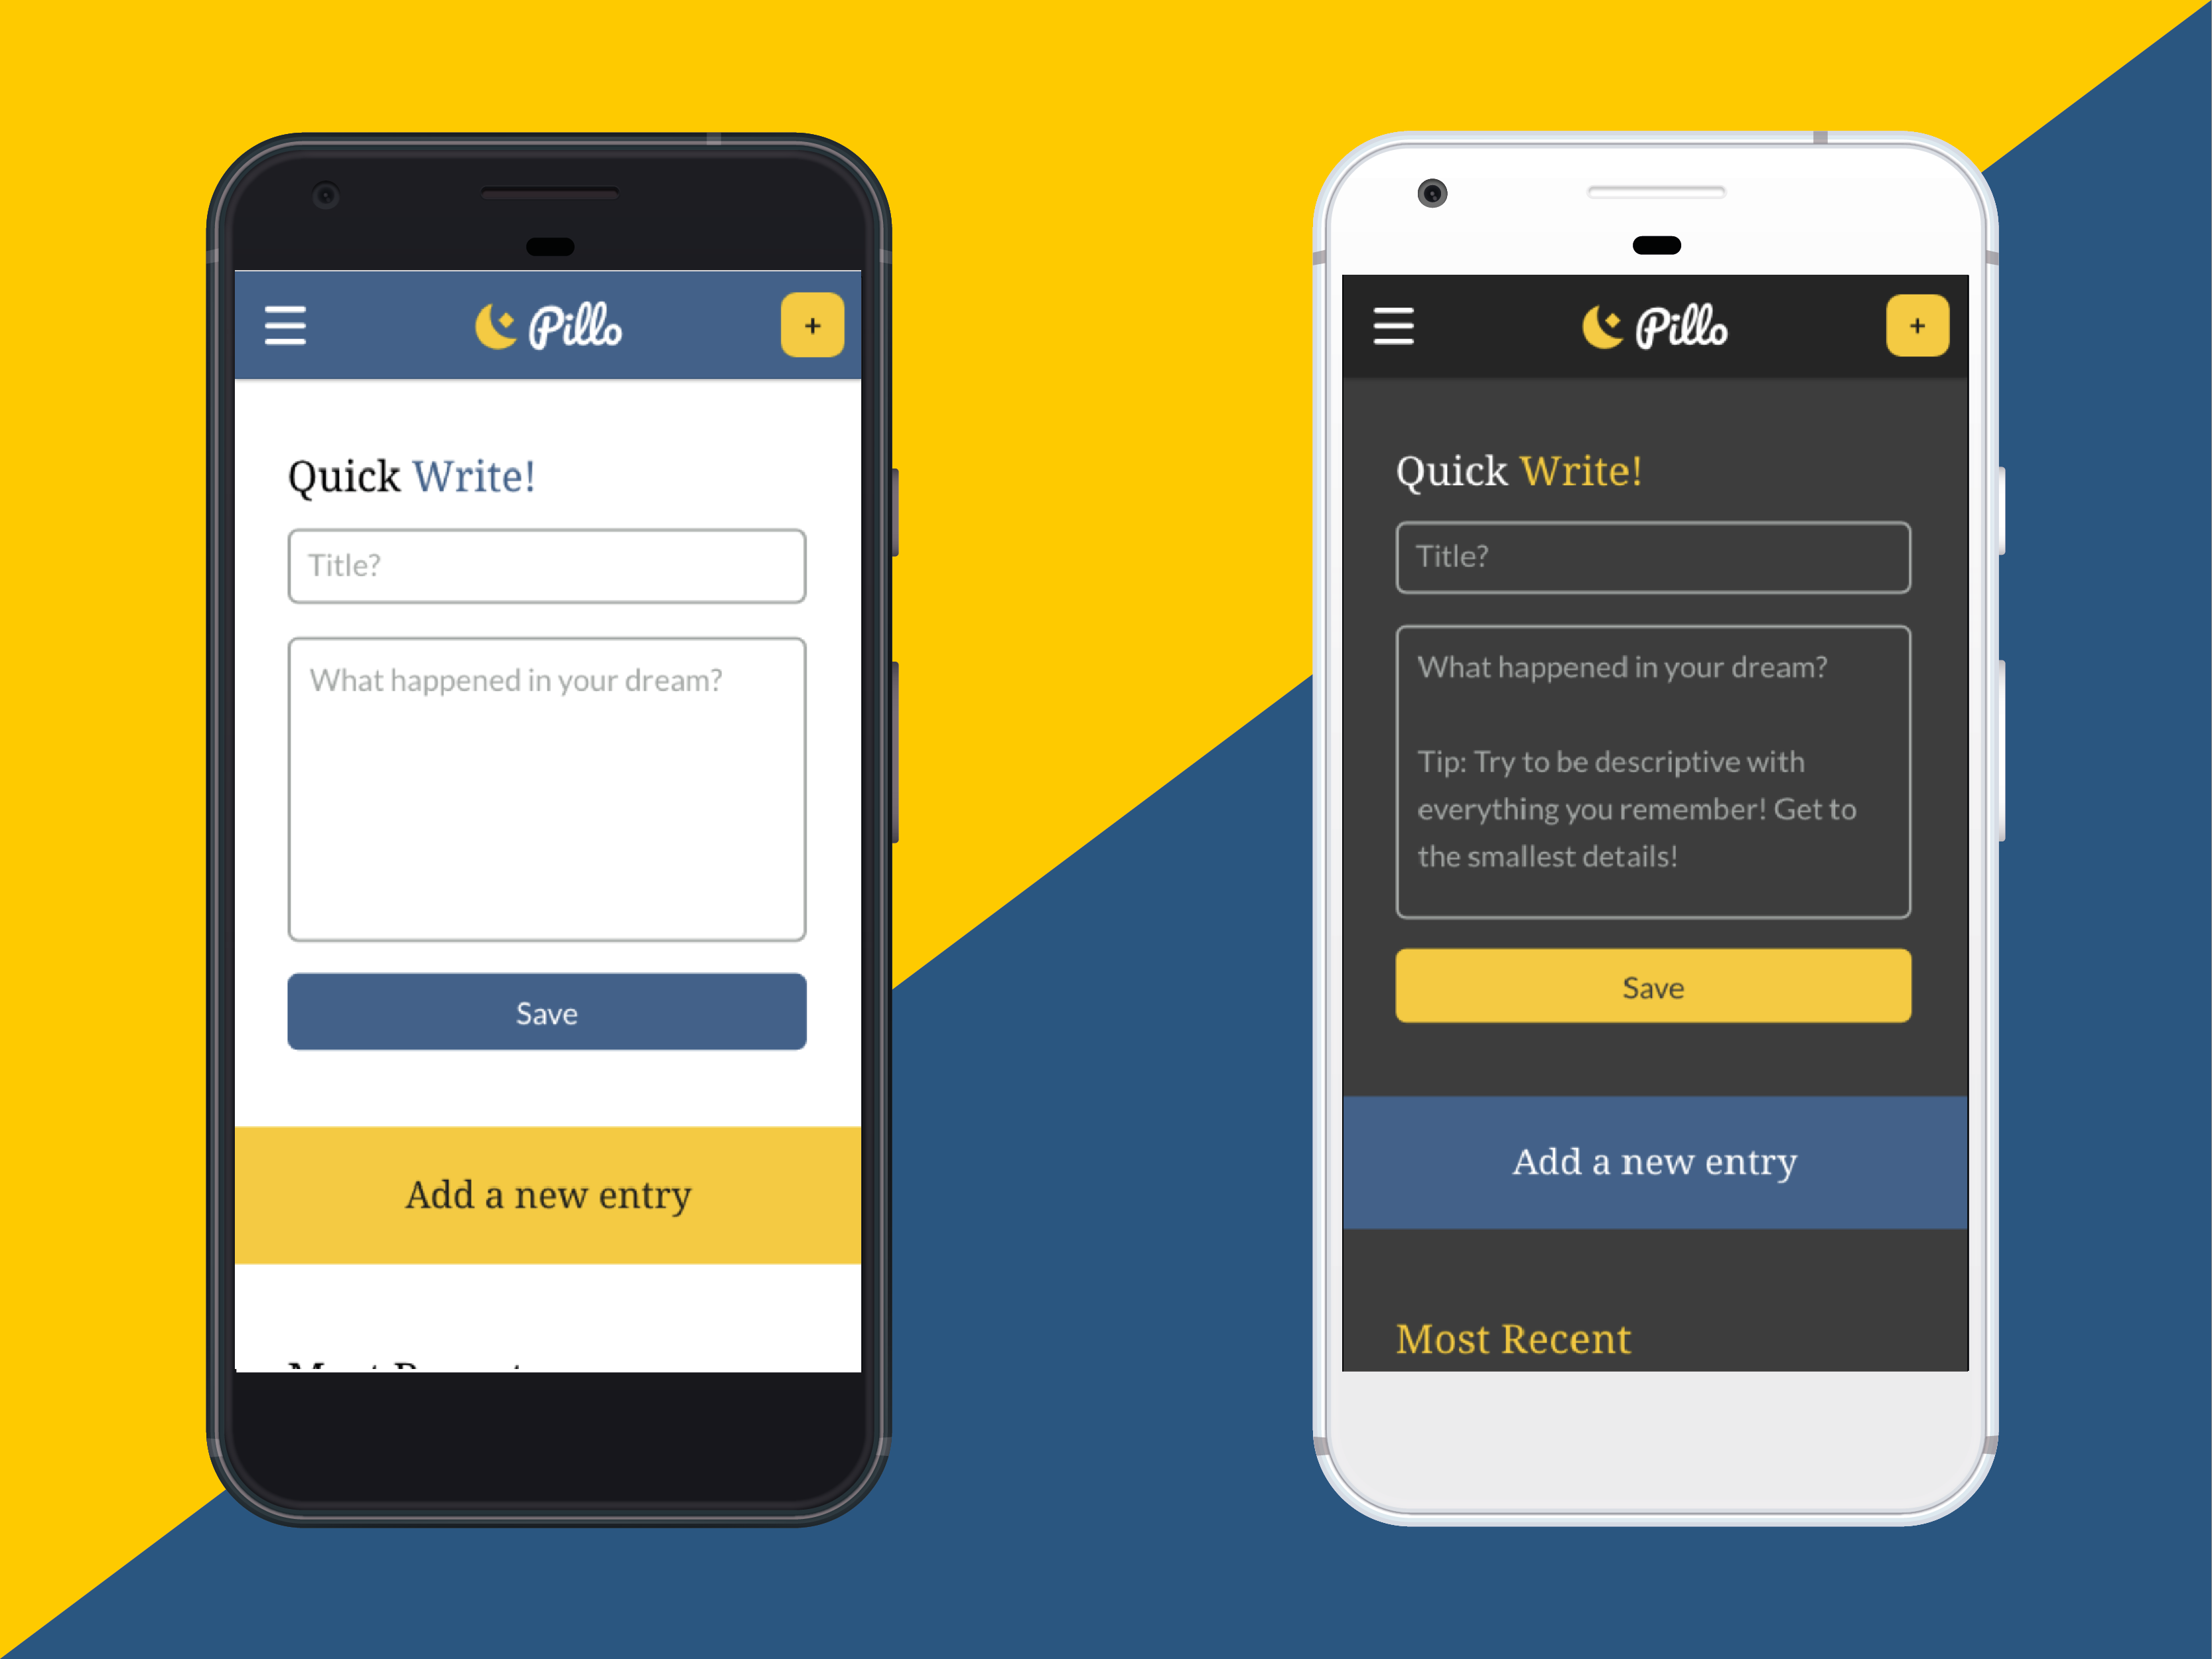 Pillo
+
Quick Write!
Title?
What happened in your dream?
Save
Add a new entry
Most Recent
Pillo
+
Quick Write!
Title?
What happened in your dream?
Tip: Try to be descriptive with
everything you remember! Get to
the smallest details!
Save
Add a new entry
Most Recent